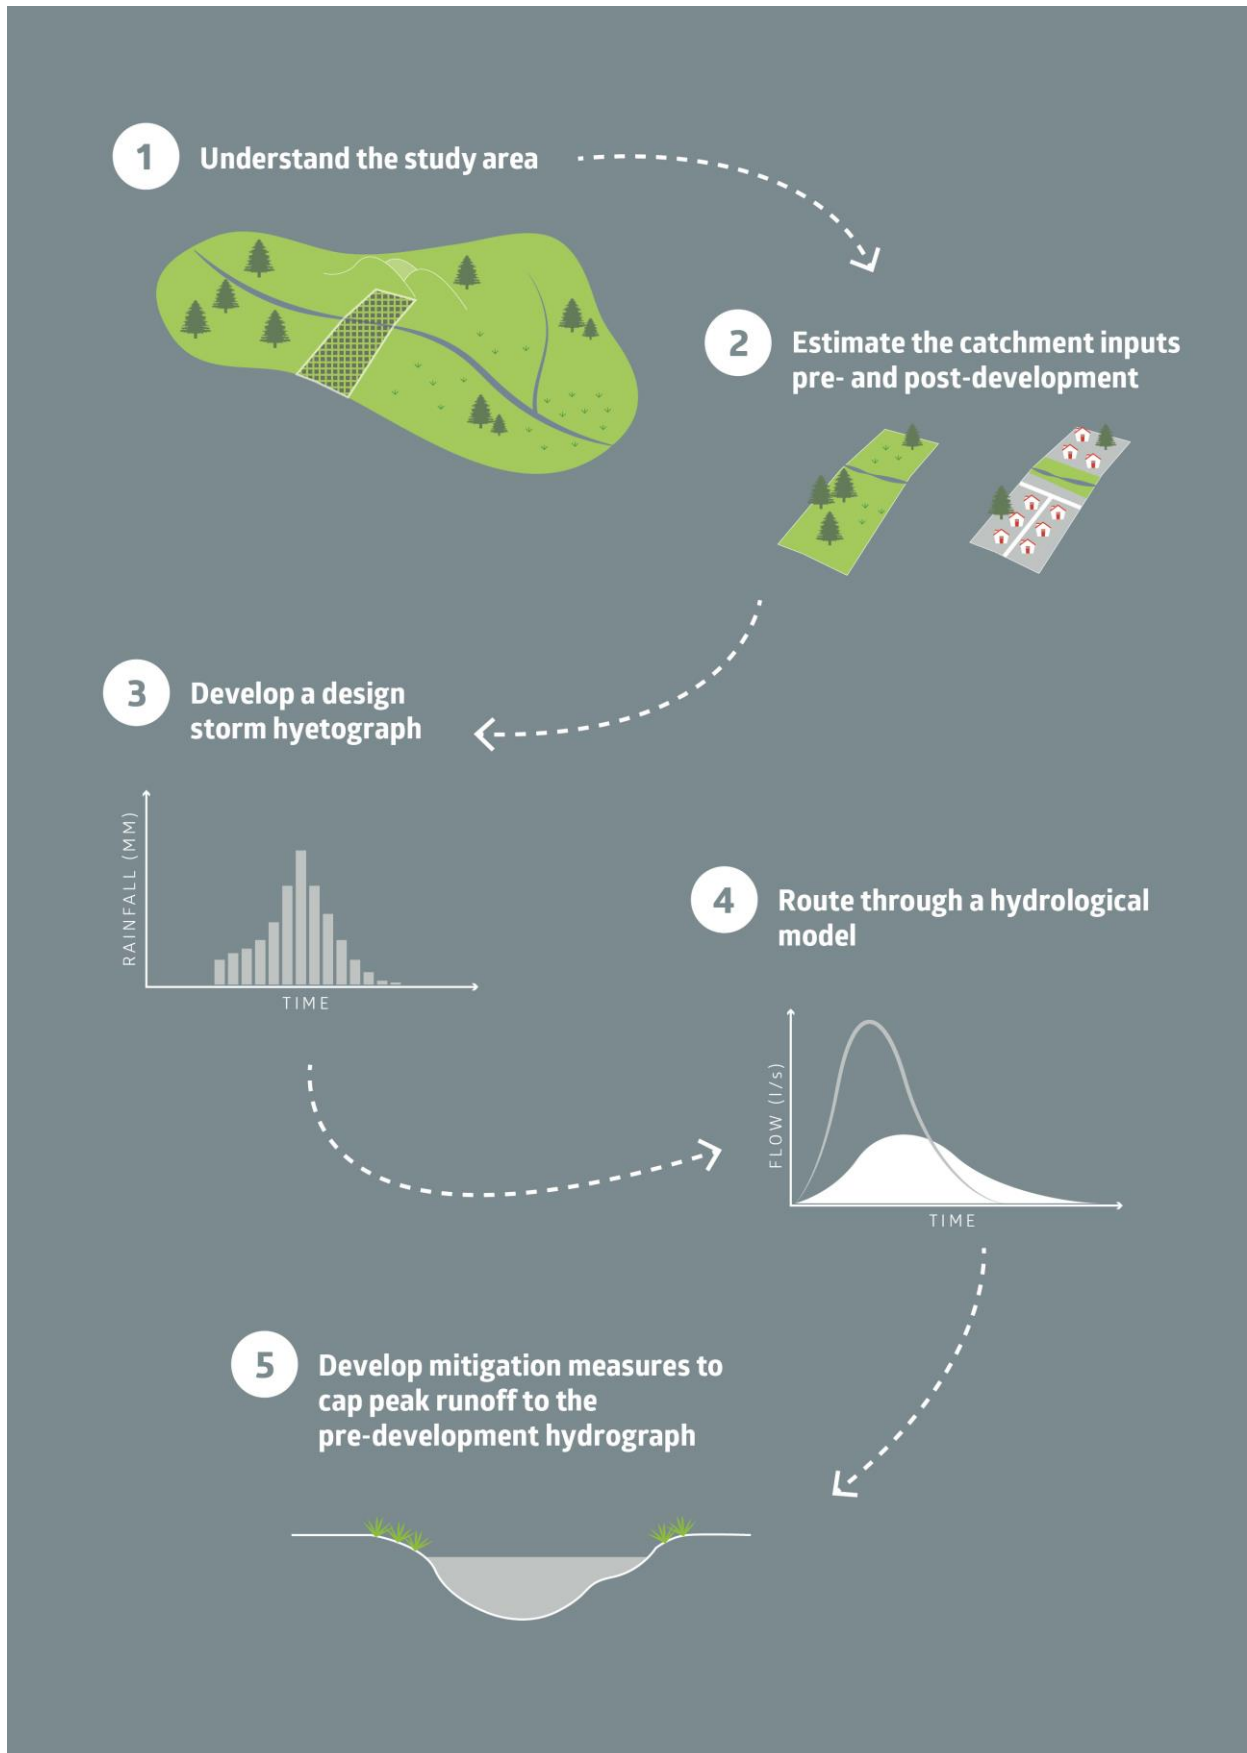 1
Understand the study area
2
Estimate the catchment inputs
pre- and post-development
3
Develop a design
storm hyetograph
RAINFALL (MM)
TIME
4
Route through a hydrological
model
FLOW (l/s)
TIME
5
Develop mitigation measures to
cap peak runoff to the
pre-development hydrograph